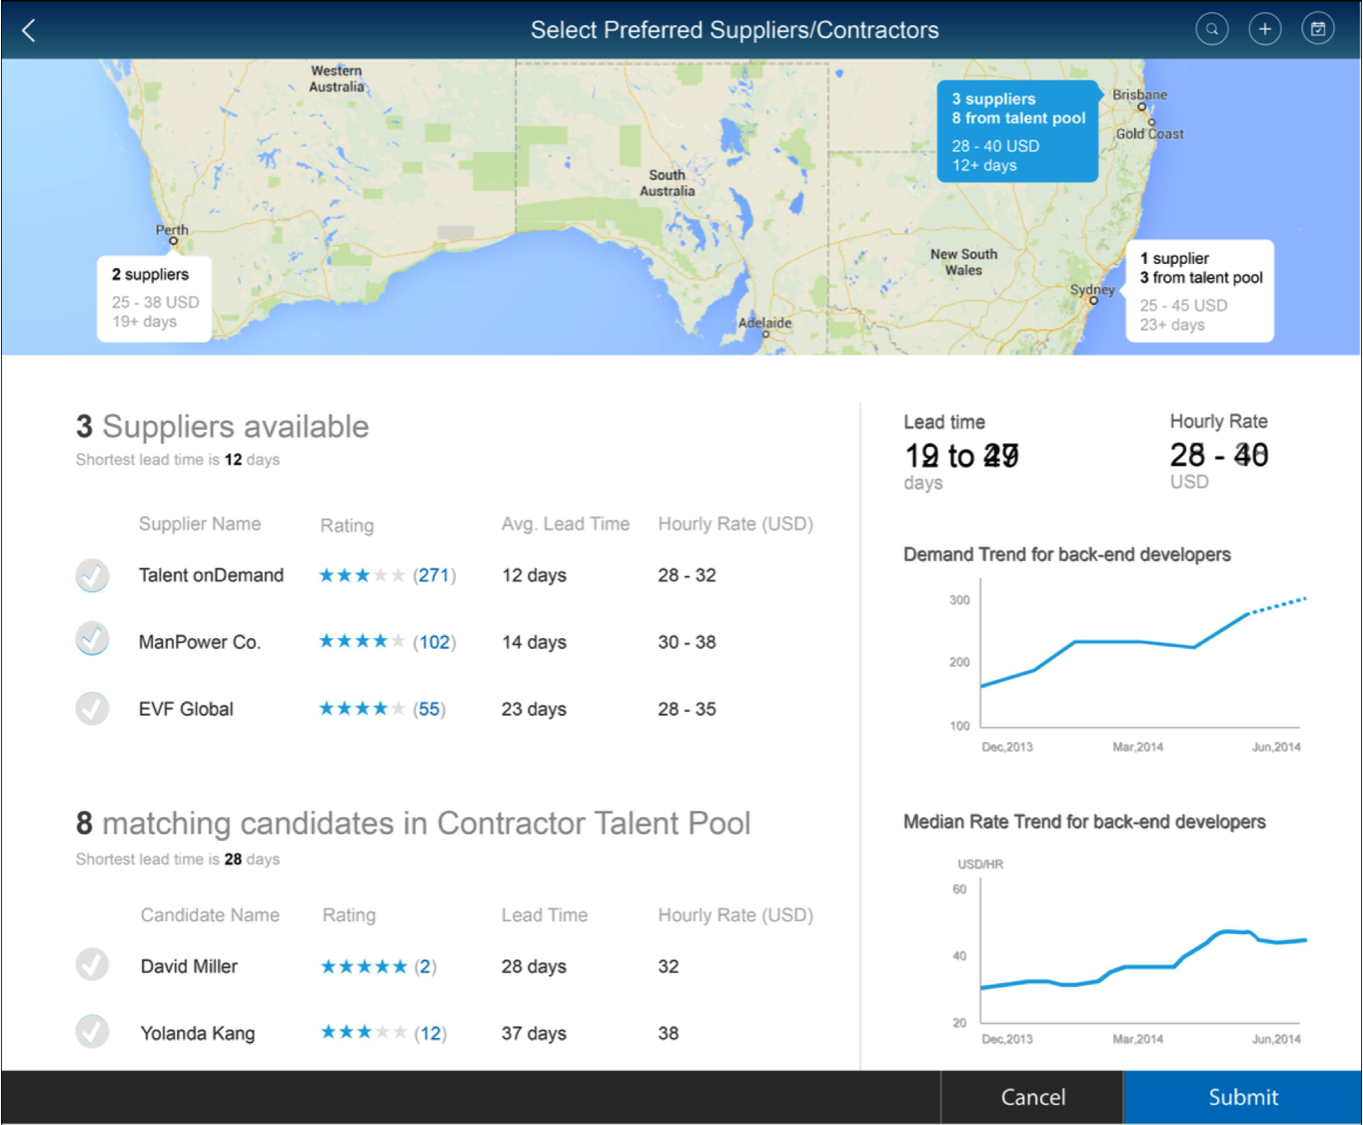 Select Preferred Suppliers/Contractors
Western
Australia
South
Australia
New South
Wales
Perth
Adelaide
Sydney
Brisbane
Gold Coast
2 suppliers
25 - 38 USD
19+ days
3 suppliers
8 from talent pool
28 - 40 USD
12+ days
1 supplier
3 from talent pool
25 - 45 USD
23+ days
3 Suppliers available
Shortest lead time is 12 days
Supplier Name Rating Avg. Lead Time Hourly Rate (USD)
Talent onDemand (271) 12 days 28 - 32
ManPower Co. (102) 14 days 30 - 38
EVF Global (55) 23 days 28 - 35
8 matching candidates in Contractor Talent Pool
Shortest lead time is 28 days
Candidate Name Rating Lead Time Hourly Rate (USD)
David Miller (2) 28 days 32
Yolanda Kang (12) 37 days 38
Lead time
to
days
Hourly Rate
-
USD
Demand Trend for back-end developers
300
200
100
Dec,2013 Mar,2014 Jun,2014
Median Rate Trend for back-end developers
USD/HR
60
40
20
Dec,2013 Mar,2014 Jun,2014
Cancel Submit